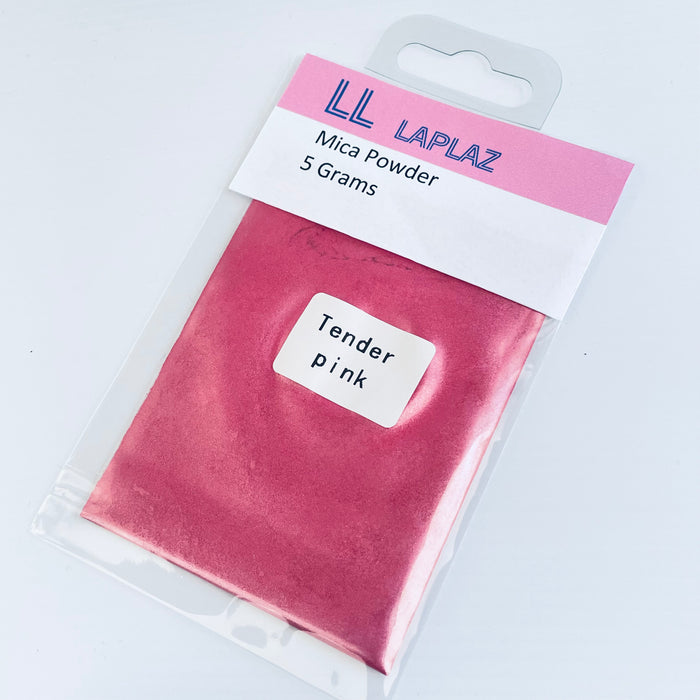 LL LAPLAZ
Mica Powder
5 Grams
Tender
pink